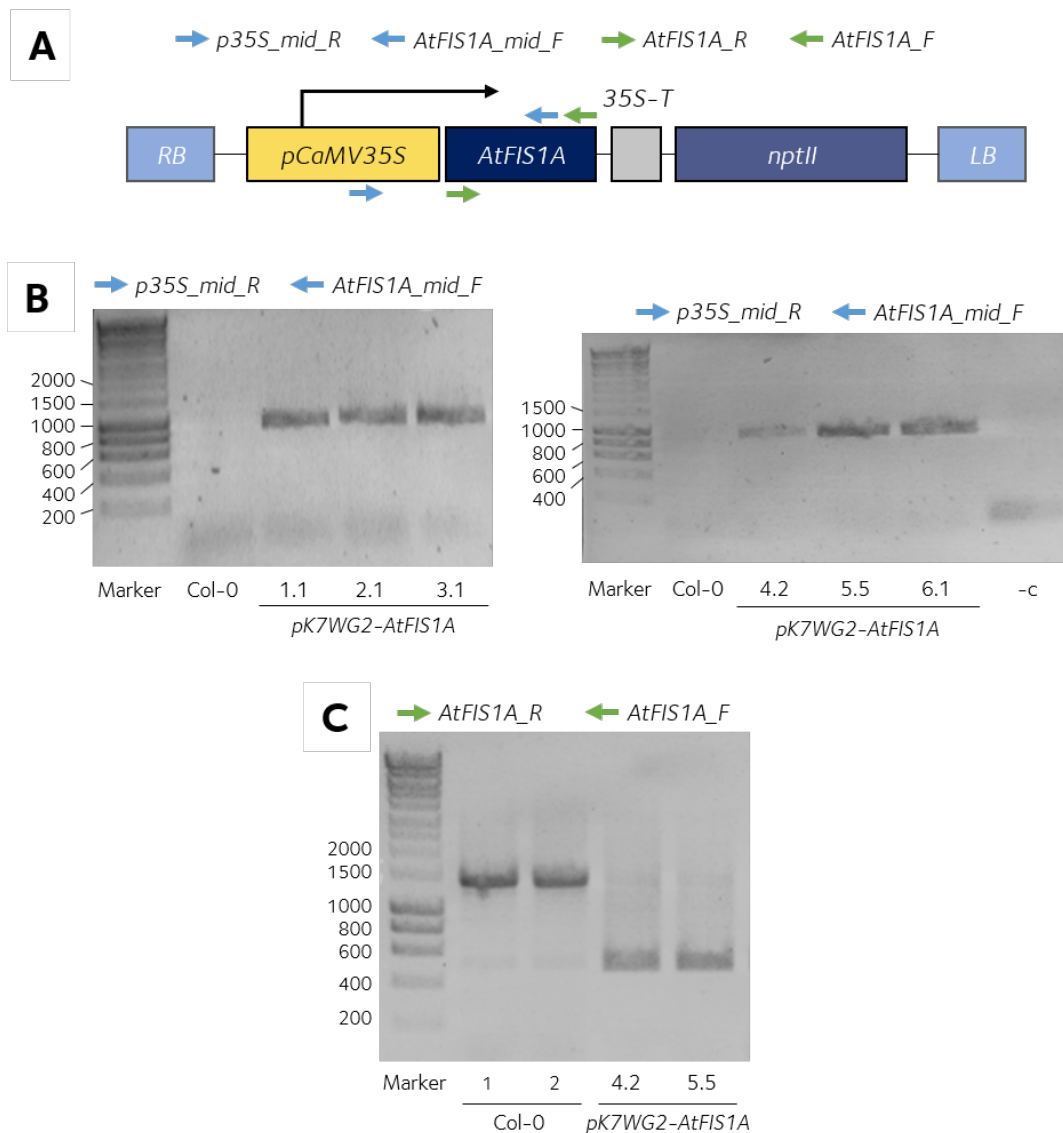 A
p35S_mid_R AtFIS1A_mid_F AtFIS1A_R AtFIS1A_F
35S-T
RB pCaMV35S AtFIS1A nptII LB
B
p35S_mid_R AtFIS1A_mid_F
2000
1500
1000
800
600
400
200
Marker Col-0 1.1 2.1 3.1
pK7WG2-AtFIS1A
p35S_mid_R AtFIS1A_mid_F
1500
1000
800
600
400
Marker Col-0 4.2 5.5 6.1 -c
pK7WG2-AtFIS1A
C
AtFIS1A_R AtFIS1A_F
2000
1500
1000
800
600
400
200
Marker 1 2 4.2 5.5
Col-0 pK7WG2-AtFIS1A